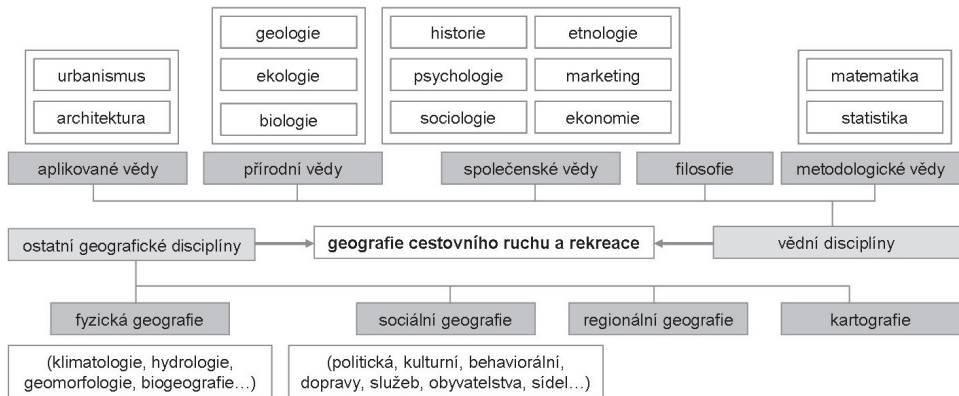 geologie
historie
etnologie
urbanismus
ekologie
psychologie
marketing
matematika
architektura
biologie
sociologie
ekonomie
statistika
aplikované vědy
přírodní vědy
společenské vědy
filosofie
metodologické vědy
ostatní geografické disciplíny
geografie cestovního ruchu a rekreace
vědní disciplíny
fyzická geografie
sociální geografie
regionální geografie
kartografie
(klimatologie, hydrologie,
geomorfologie, biogeografie…)
(politická, kulturní, behaviorální,
dopravy, služeb, obyvatelstva, sídel…)